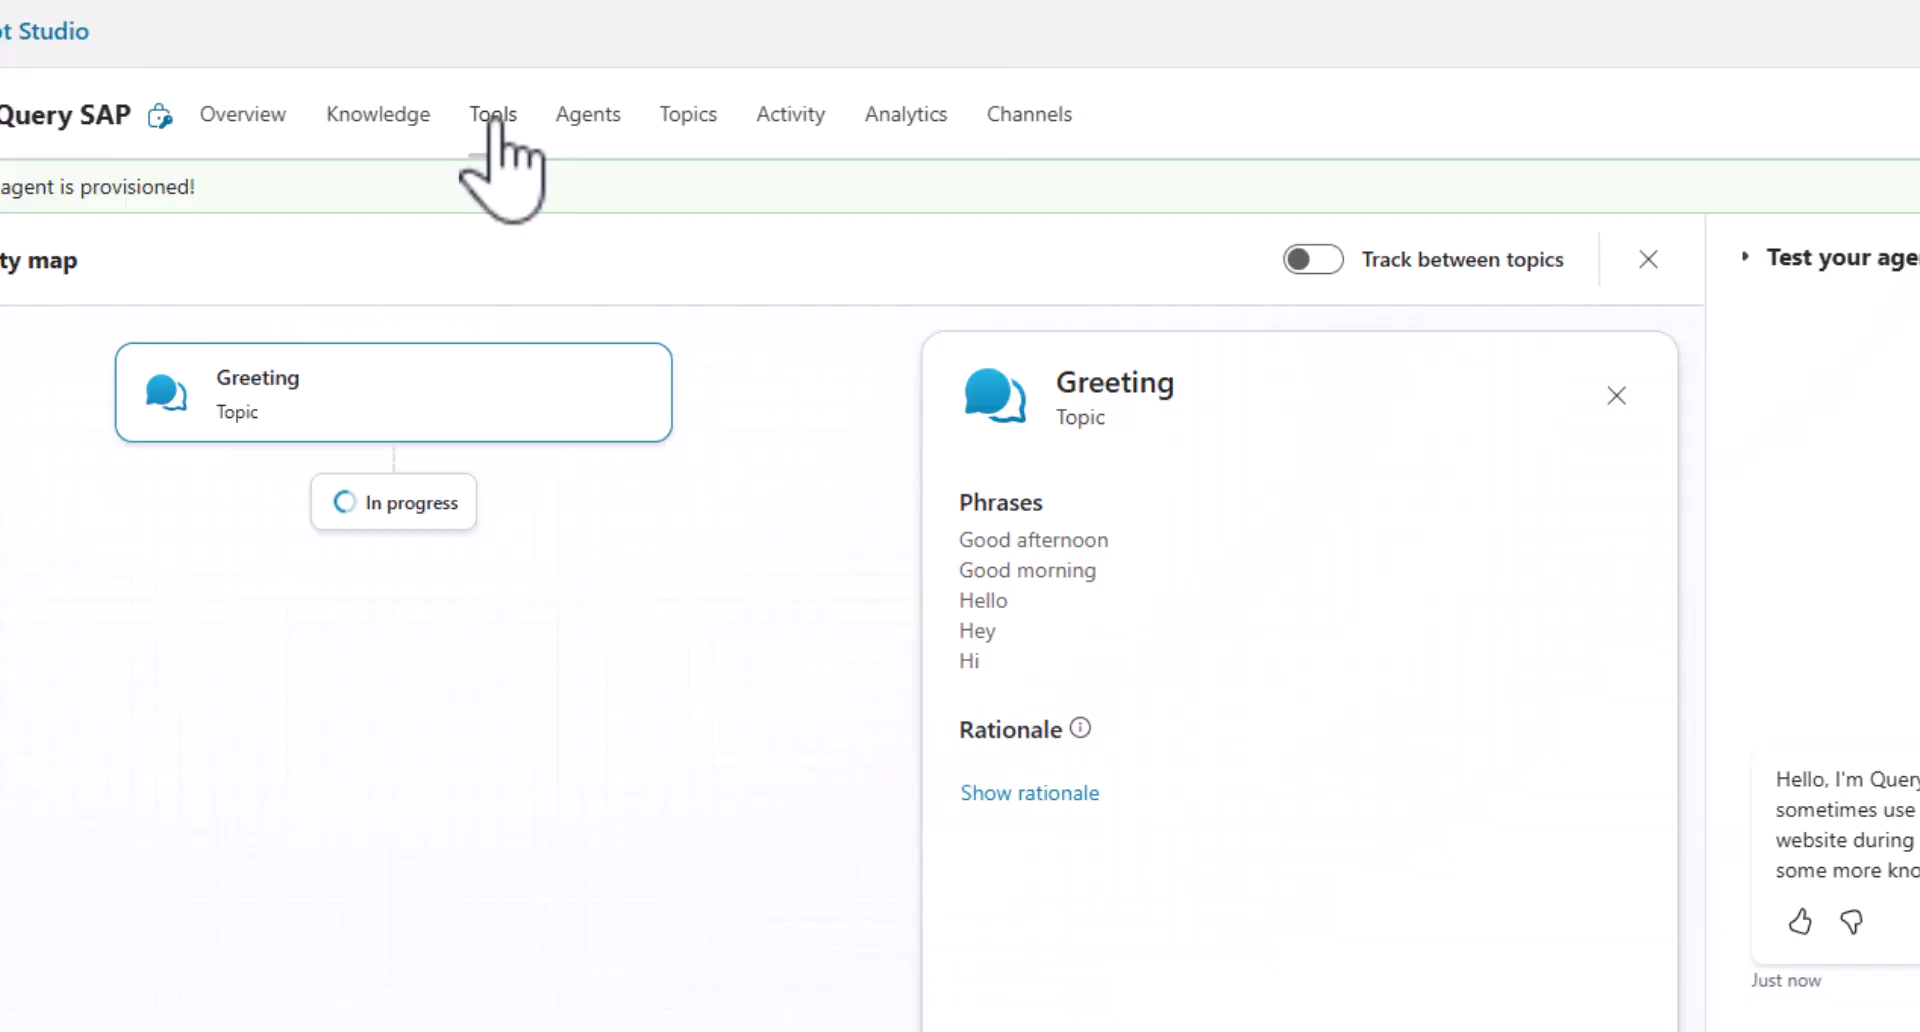 ot Studio
Query SAP Overview Knowledge Tools Agents Topics Activity Analytics Channels
agent is provisioned!
ty map
Track between topics
Test your age
Greeting
Topic
In progress
Greeting
Topic
Phrases
Good afternoon
Good morning
Hello
Hey
Hi
Rationale
Show rationale
Hello, I'm Query
sometimes use
website during
some more kno
Just now